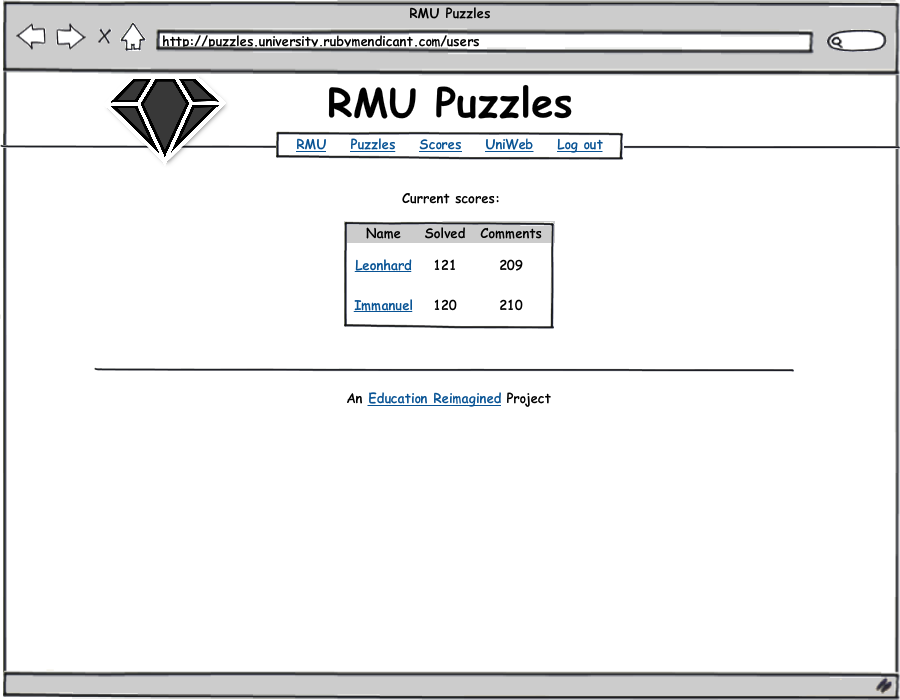 RMU Puzzles
http://puzzles.university.rubymendicant.com/users
RMU Puzzles
RMU Puzzles Scores UniWeb Log out
Current scores:
Name Solved Comments
Leonhard 121 209
Immanuel 120 210
An Education Reimagined Project